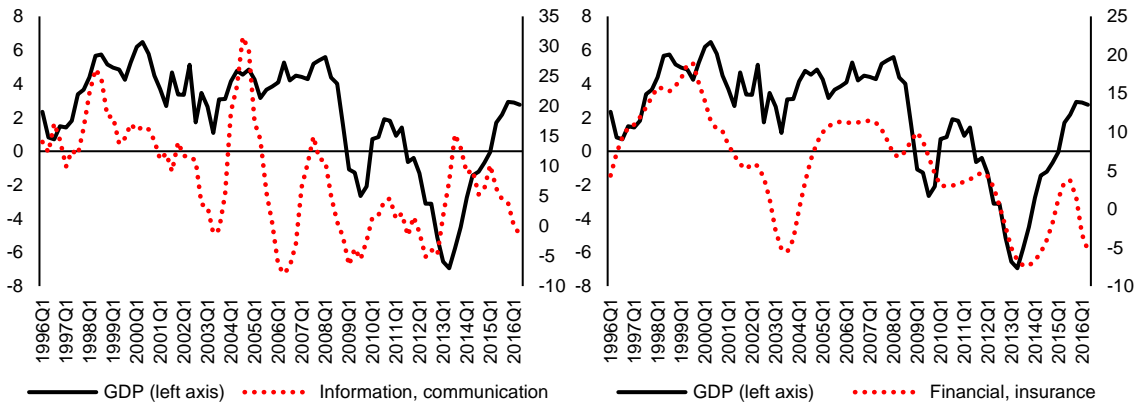 8 35 8 25
6 30 6 20
4 25 4 15
2 20 2 10
0 15 0 5
-2 10 -2 0
-4 5 -4 -5
-6 0 -6
-8 -5 -8 -10
-10
1996Q1 1997Q1 1998Q1 1999Q1 2000Q1 2001Q1 2002Q1 2003Q1 2004Q1 2005Q1 2006Q1 2007Q1 2008Q1 2009Q1 2010Q1 2011Q1 2012Q1 2013Q1 2014Q1 2015Q1 2016Q1
1996Q1 1997Q1 1998Q1 1999Q1 2000Q1 2001Q1 2002Q1 2003Q1 2004Q1 2005Q1 2006Q1 2007Q1 2008Q1 2009Q1 2010Q1 2011Q1 2012Q1 2013Q1 2014Q1 2015Q1 2016Q1
GDP (left axis) Information, communication GDP (left axis) Financial, insurance